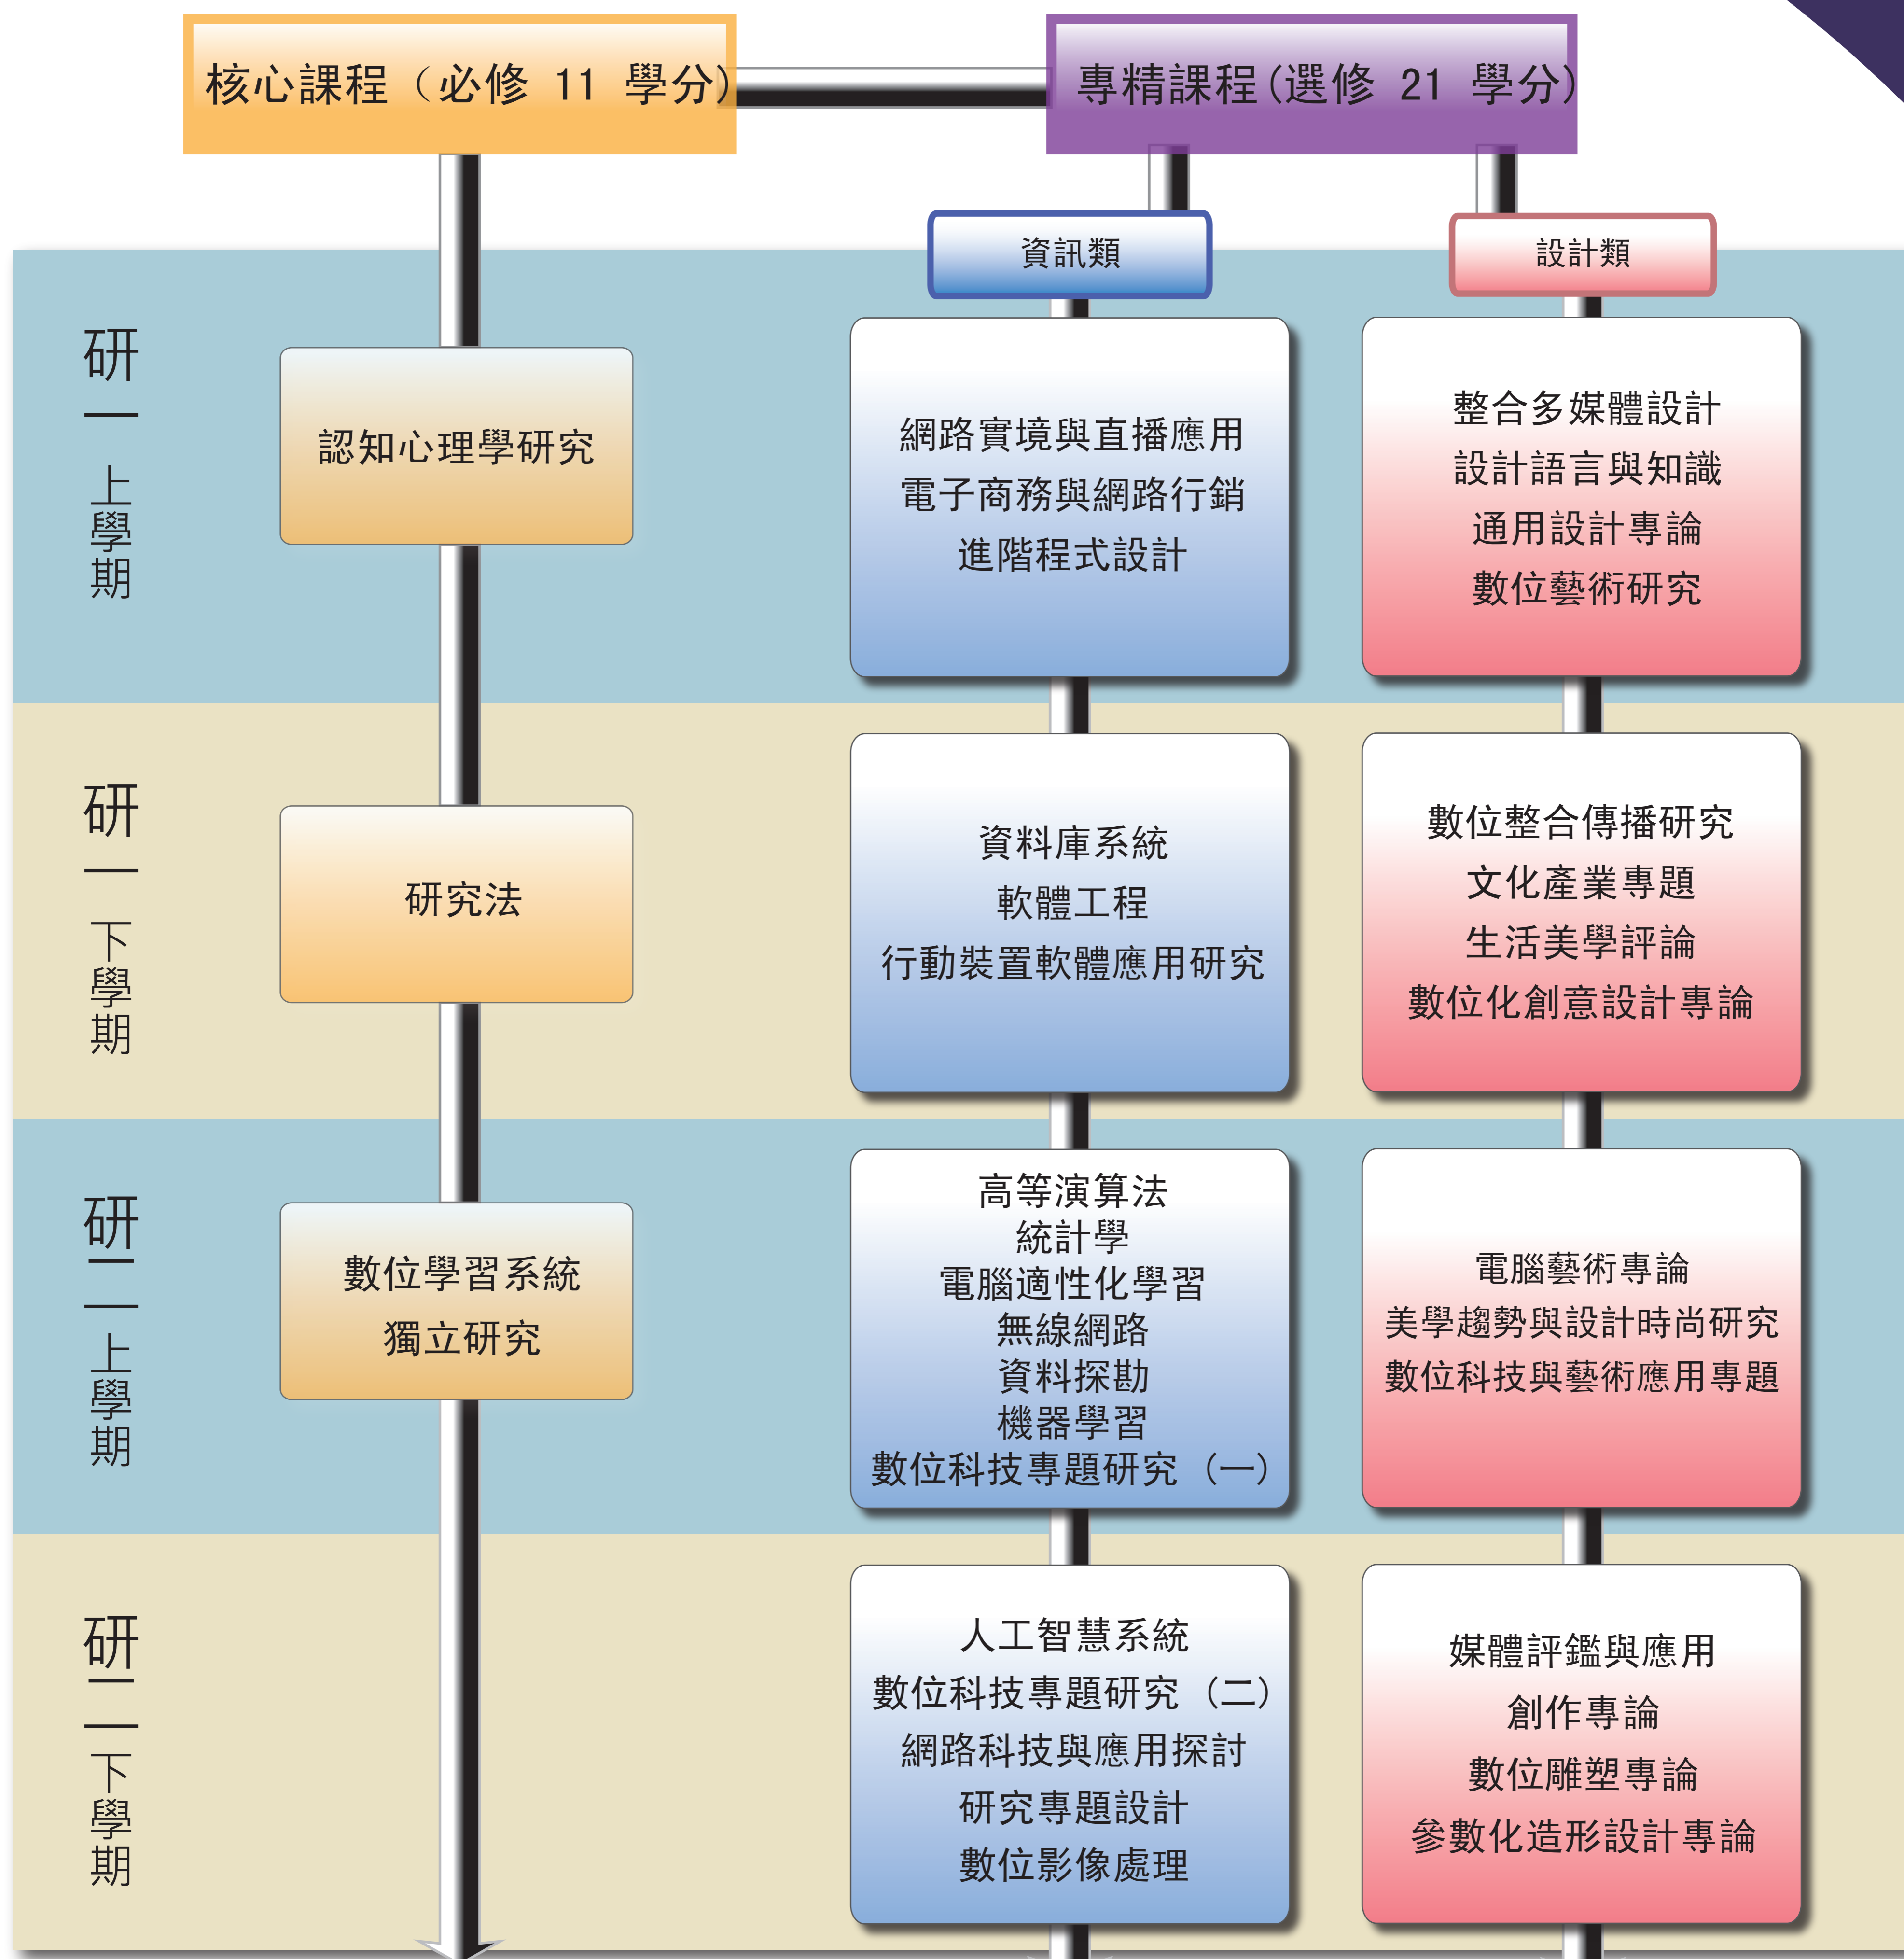 核心課程（必修 11 學分）
專精課程(選修 21 學分)
資訊類
設計類
研一上學期
認知心理學研究
網路實境與直播應用
電子商務與網路行銷
進階程式設計
整合多媒體設計
設計語言與知識
通用設計專論
數位藝術研究
研一下學期
研究法
資料庫系統
軟體工程
行動裝置軟體應用研究
數位整合傳播研究
文化產業專題
生活美學評論
數位化創意設計專論
研二上學期
數位學習系統
獨立研究
高等演算法
統計學
電腦適性化學習
無線網路
資料探勘
機器學習
數位科技專題研究（一）
電腦藝術專論
美學趨勢與設計時尚研究
數位科技與藝術應用專題
研二下學期
人工智慧系統
數位科技專題研究（二）
網路科技與應用探討
研究專題設計
數位影像處理
媒體評鑑與應用
創作專論
數位雕塑專論
參數化造形設計專論